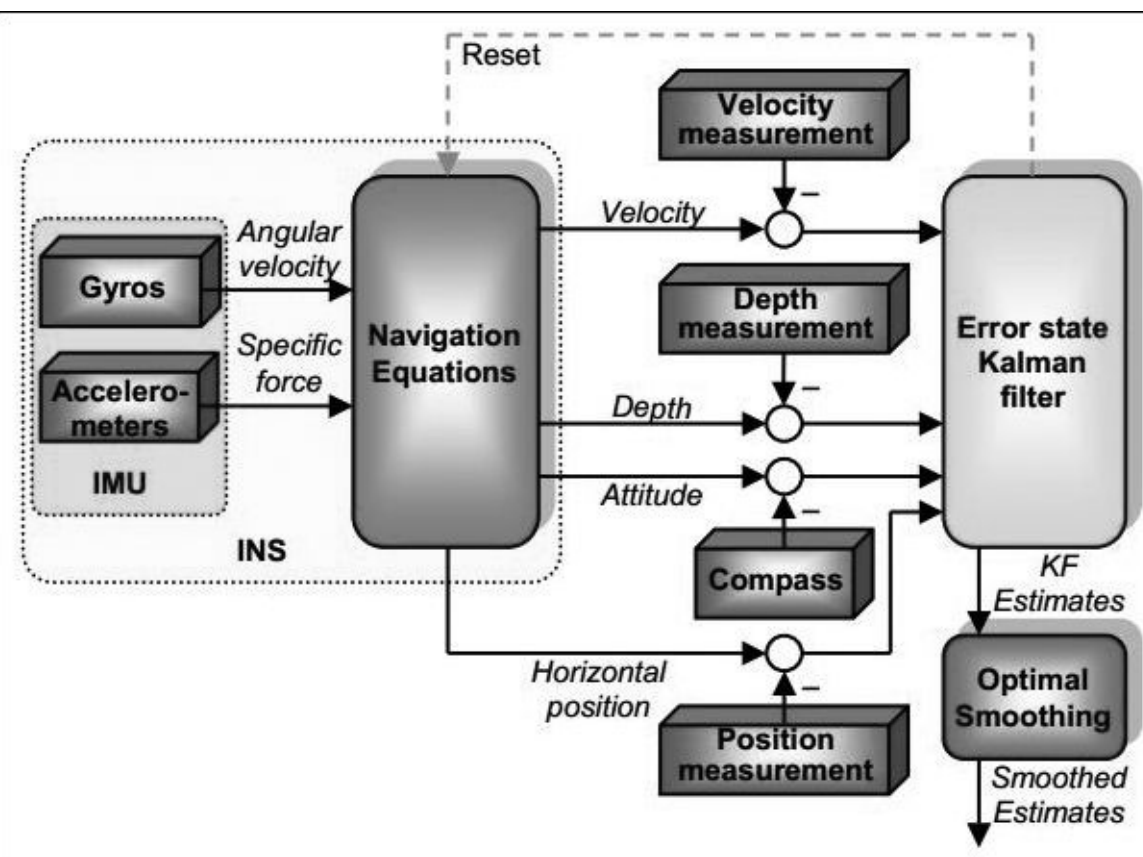 Reset
Velocity
measurement
–
Velocity
Angular
velocity
Gyros
Depth
measurement
Navigation
Equations
Error state
Kalman
filter
Specific
force
Accelero-
meters
–
Depth
IMU
Attitude
–
INS
Compass
KF
Estimates
Horizontal
position
–
Optimal
Smoothing
Position
measurement
Smoothed
Estimates